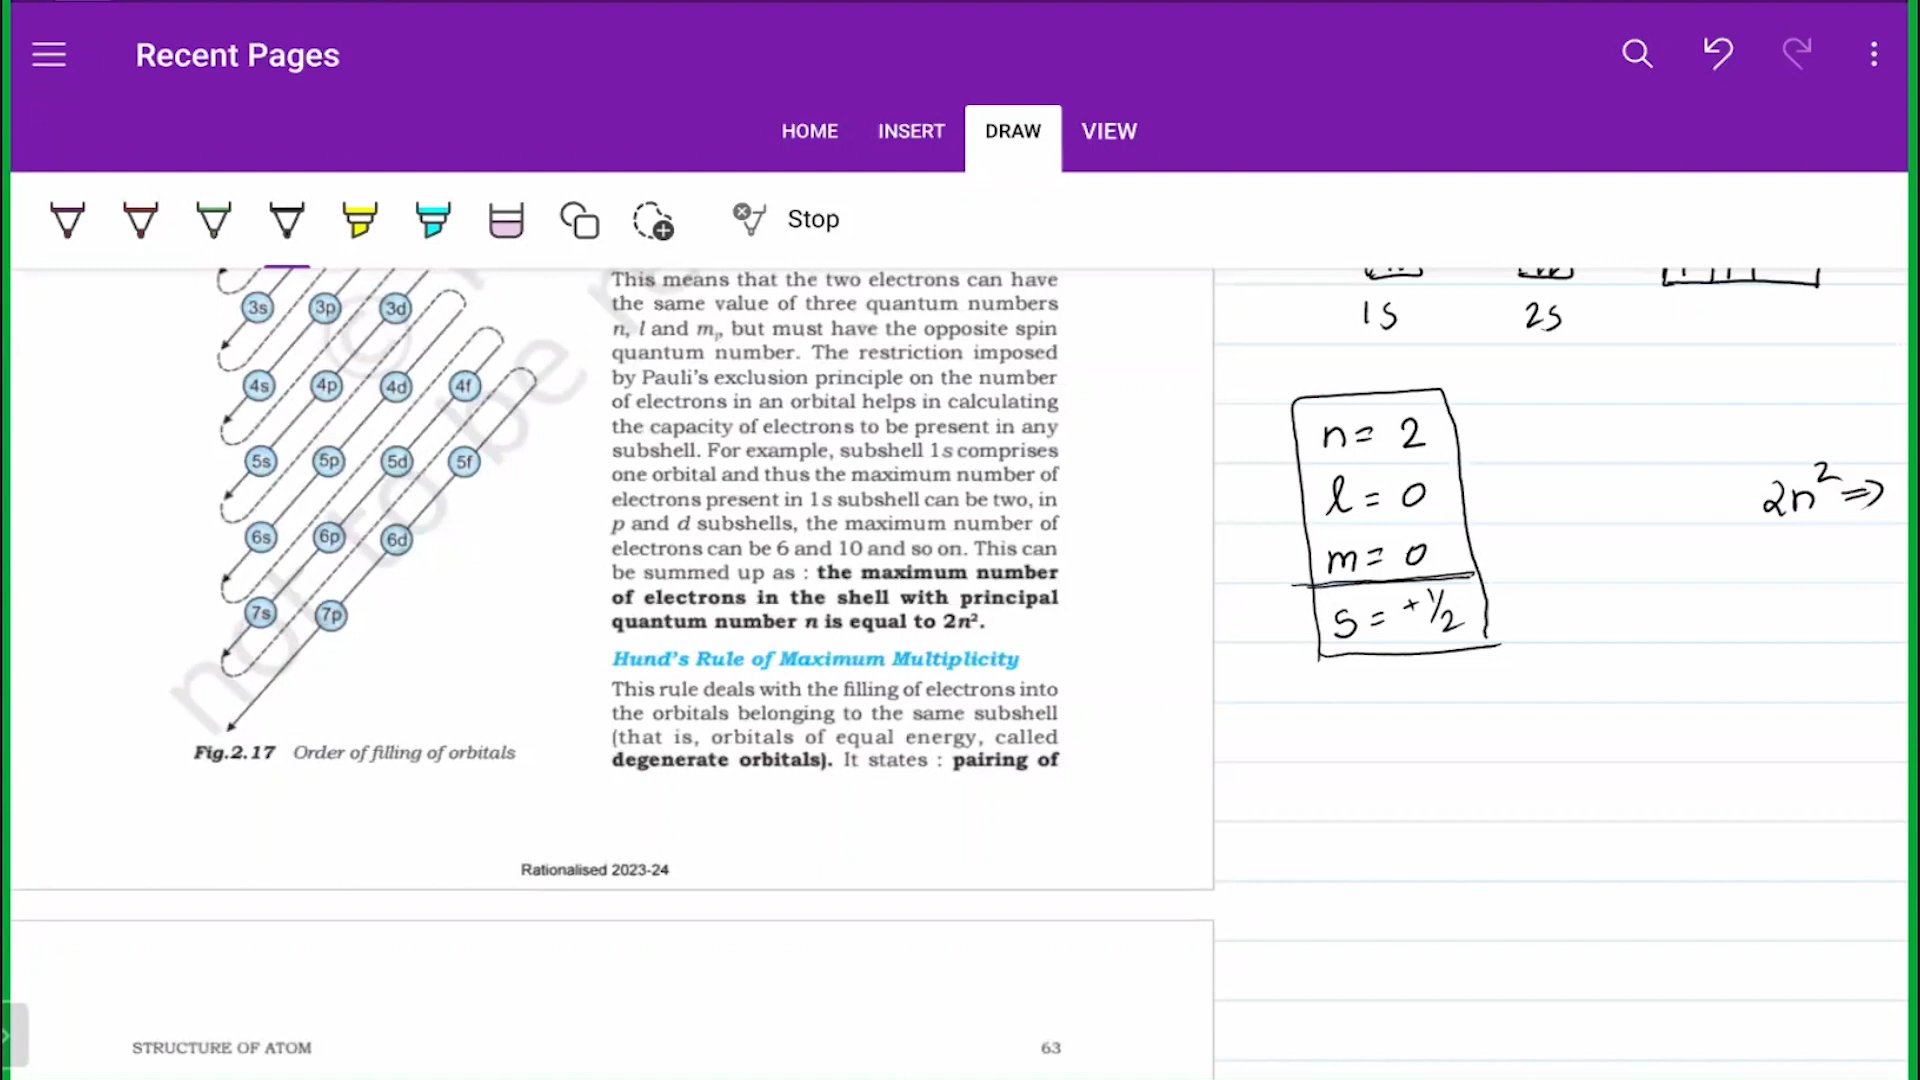 Recent Pages
HOME INSERT DRAW VIEW
Stop
3s 3p 3d
4s 4p 4d 4f
5s 5p 5d 5f
6s 6p 6d
7s 7p
not to be re
©
Fig.2.17 Order of filling of orbitals
This means that the two electrons can have
the same value of three quantum numbers
n, l and mₗ, but must have the opposite spin
quantum number. The restriction imposed
by Pauli’s exclusion principle on the number
of electrons in an orbital helps in calculating
the capacity of electrons to be present in any
subshell. For example, subshell 1s comprises
one orbital and thus the maximum number of
electrons present in 1s subshell can be two, in
p and d subshells, the maximum number of
electrons can be 6 and 10 and so on. This can
be summed up as : the maximum number
of electrons in the shell with principal
quantum number n is equal to 2n².
Hund’s Rule of Maximum Multiplicity
This rule deals with the filling of electrons into
the orbitals belonging to the same subshell
(that is, orbitals of equal energy, called
degenerate orbitals). It states : pairing of
Rationalised 2023-24
STRUCTURE OF ATOM 63
1s 2s
n = 2
l = 0
m = 0
s = +1/2
2n² ⇒